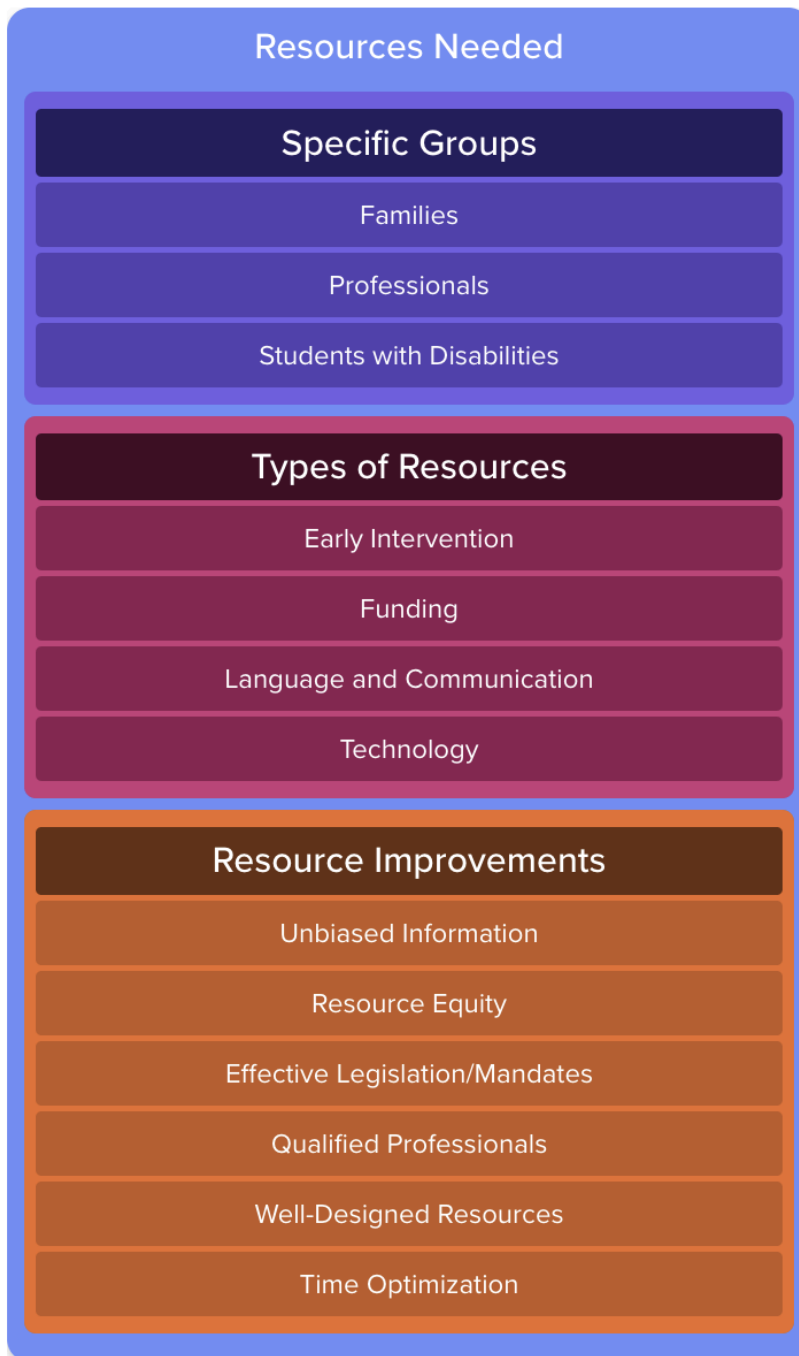 Resources Needed
Specific Groups
Families
Professionals
Students with Disabilities
Types of Resources
Early Intervention
Funding
Language and Communication
Technology
Resource Improvements
Unbiased Information
Resource Equity
Effective Legislation/Mandates
Qualified Professionals
Well-Designed Resources
Time Optimization